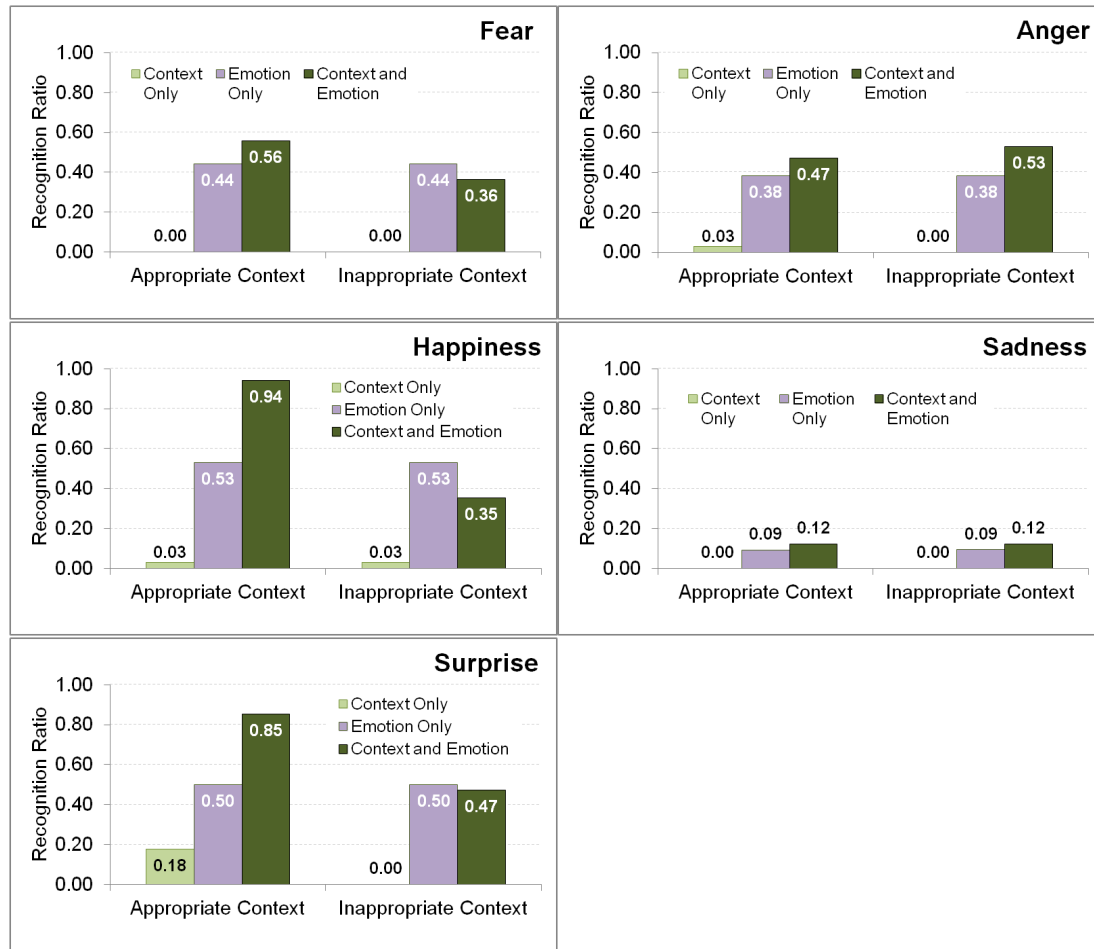 Fear
1.00
0.80
0.60
0.40
0.20
0.00
Recognition Ratio
Context Only
Emotion Only
Context and Emotion
0.00
0.44
0.56
0.00
0.44
0.36
Appropriate Context
Inappropriate Context
Anger
1.00
0.80
0.60
0.40
0.20
0.00
Recognition Ratio
Context Only
Emotion Only
Context and Emotion
0.03
0.38
0.47
0.00
0.38
0.53
Appropriate Context
Inappropriate Context
Happiness
1.00
0.80
0.60
0.40
0.20
0.00
Recognition Ratio
Context Only
Emotion Only
Context and Emotion
0.03
0.53
0.94
0.03
0.53
0.35
Appropriate Context
Inappropriate Context
Sadness
1.00
0.80
0.60
0.40
0.20
0.00
Recognition Ratio
Context Only
Emotion Only
Context and Emotion
0.00
0.09
0.12
0.00
0.09
0.12
Appropriate Context
Inappropriate Context
Surprise
1.00
0.80
0.60
0.40
0.20
0.00
Recognition Ratio
Context Only
Emotion Only
Context and Emotion
0.18
0.50
0.85
0.00
0.50
0.47
Appropriate Context
Inappropriate Context